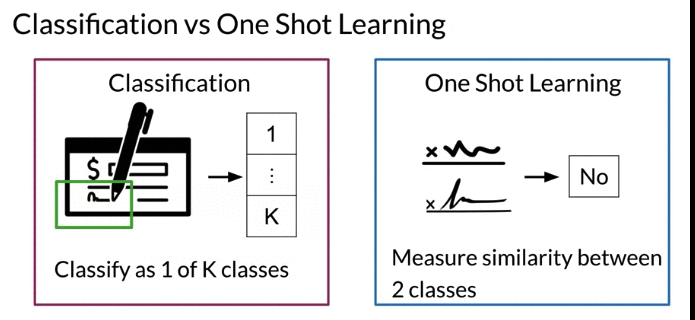 Classification vs One Shot Learning
Classification
$
1
⋮
K
Classify as 1 of K classes
One Shot Learning
x
x
No
Measure similarity between
2 classes